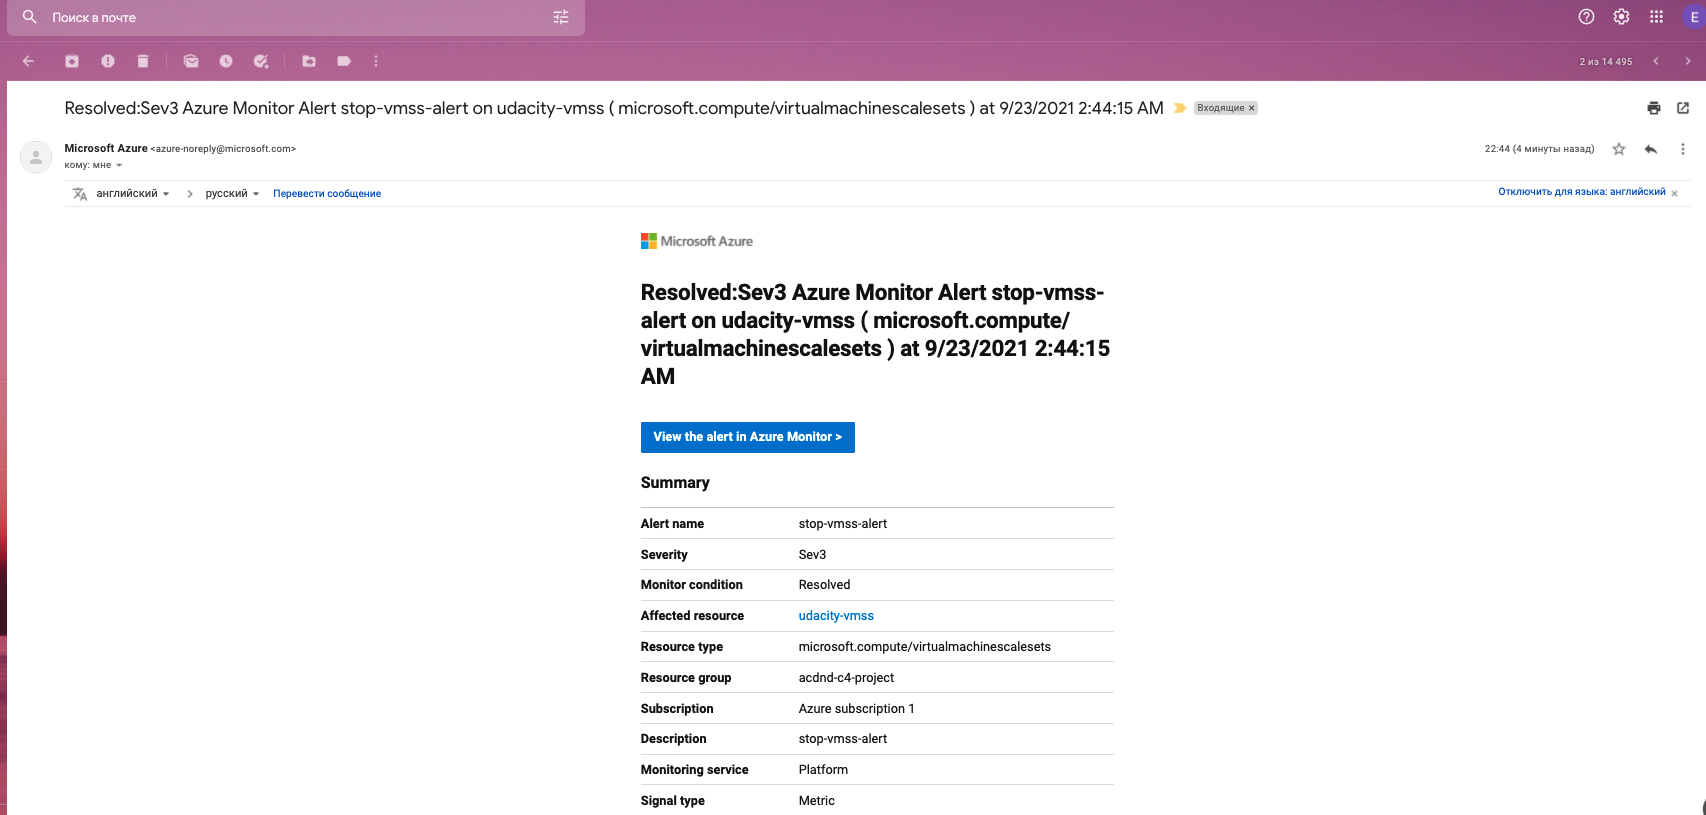 Поиск в почте
E
2 из 14 495
Resolved:Sev3 Azure Monitor Alert stop-vmss-alert on udacity-vmss ( microsoft.compute/virtualmachinescalesets ) at 9/23/2021 2:44:15 AM Входящие ×
Microsoft Azure <azure-noreply@microsoft.com> 22:44 (4 минуты назад)
кому: мне
английский > русский Перевести сообщение Отключить для языка: английский ×
Microsoft Azure
Resolved:Sev3 Azure Monitor Alert stop-vmss-
alert on udacity-vmss ( microsoft.compute/
virtualmachinescalesets ) at 9/23/2021 2:44:15
AM
View the alert in Azure Monitor >
Summary
Alert name stop-vmss-alert
Severity Sev3
Monitor condition Resolved
Affected resource udacity-vmss
Resource type microsoft.compute/virtualmachinescalesets
Resource group acdnd-c4-project
Subscription Azure subscription 1
Description stop-vmss-alert
Monitoring service Platform
Signal type Metric